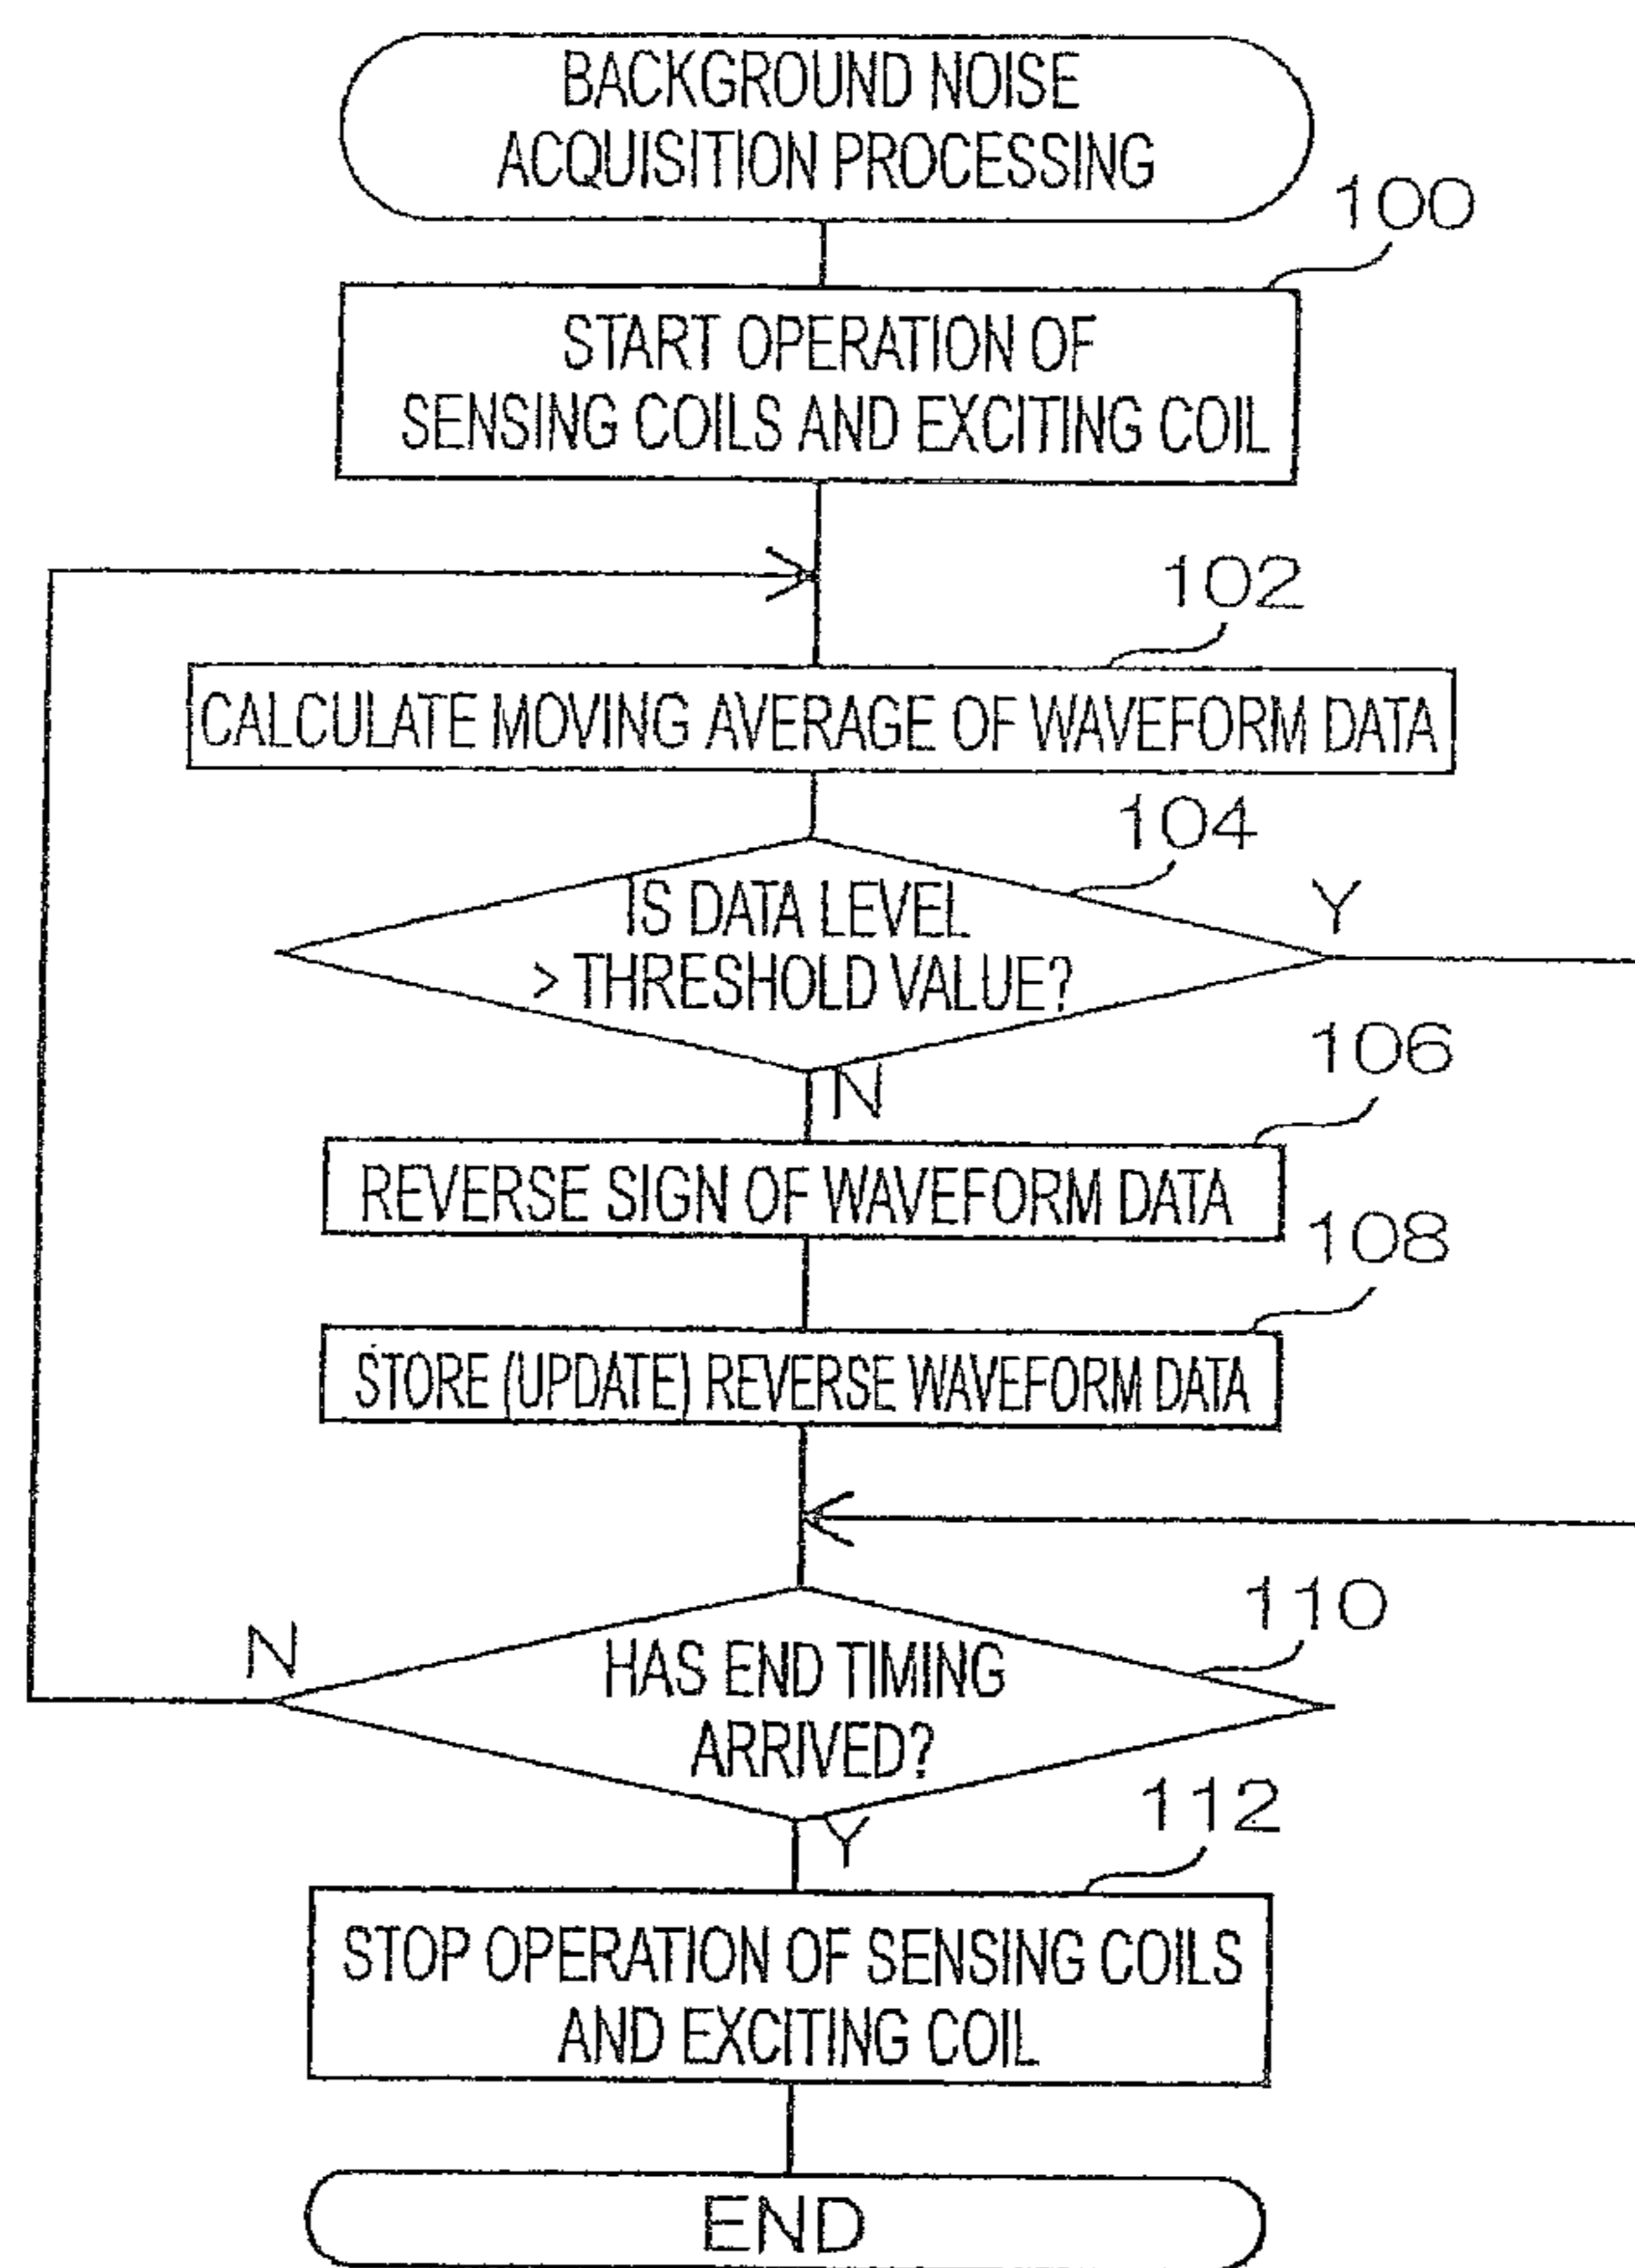 BACKGROUND NOISE
ACQUISITION PROCESSING
100
START OPERATION OF
SENSING COILS AND EXCITING COIL
102
CALCULATE MOVING AVERAGE OF WAVEFORM DATA
104
IS DATA LEVEL
> THRESHOLD VALUE?
Y
N
106
REVERSE SIGN OF WAVEFORM DATA
108
STORE (UPDATE) REVERSE WAVEFORM DATA
110
N
HAS END TIMING
ARRIVED?
Y
112
STOP OPERATION OF SENSING COILS
AND EXCITING COIL
END